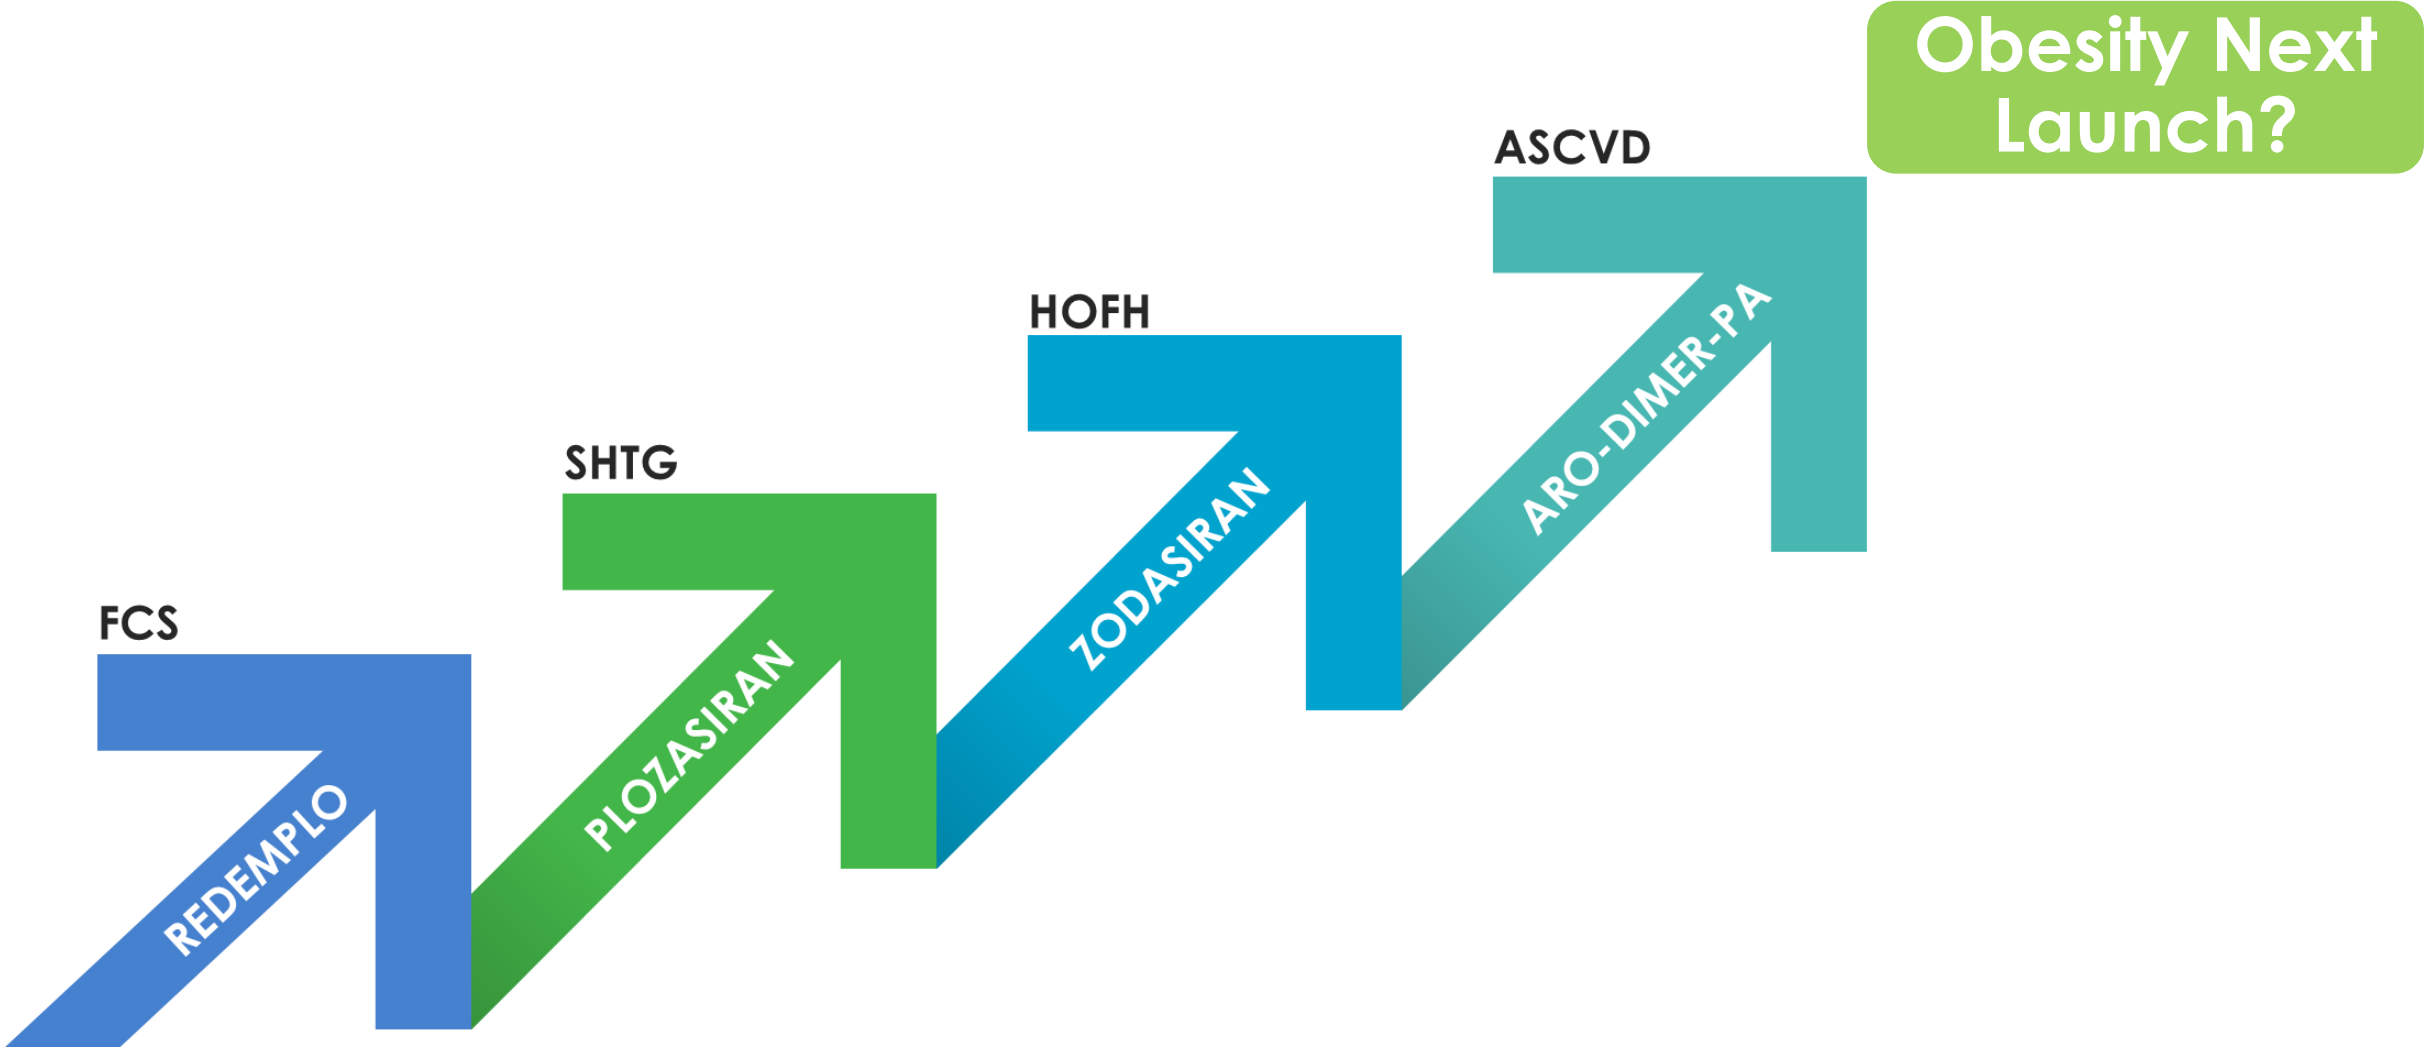 Obesity Next
Launch?
ASCVD
ARO-DIMER-PA
HOFH
ZODASIRAN
SHTG
PLOZASIRAN
FCS
REDEMPLO